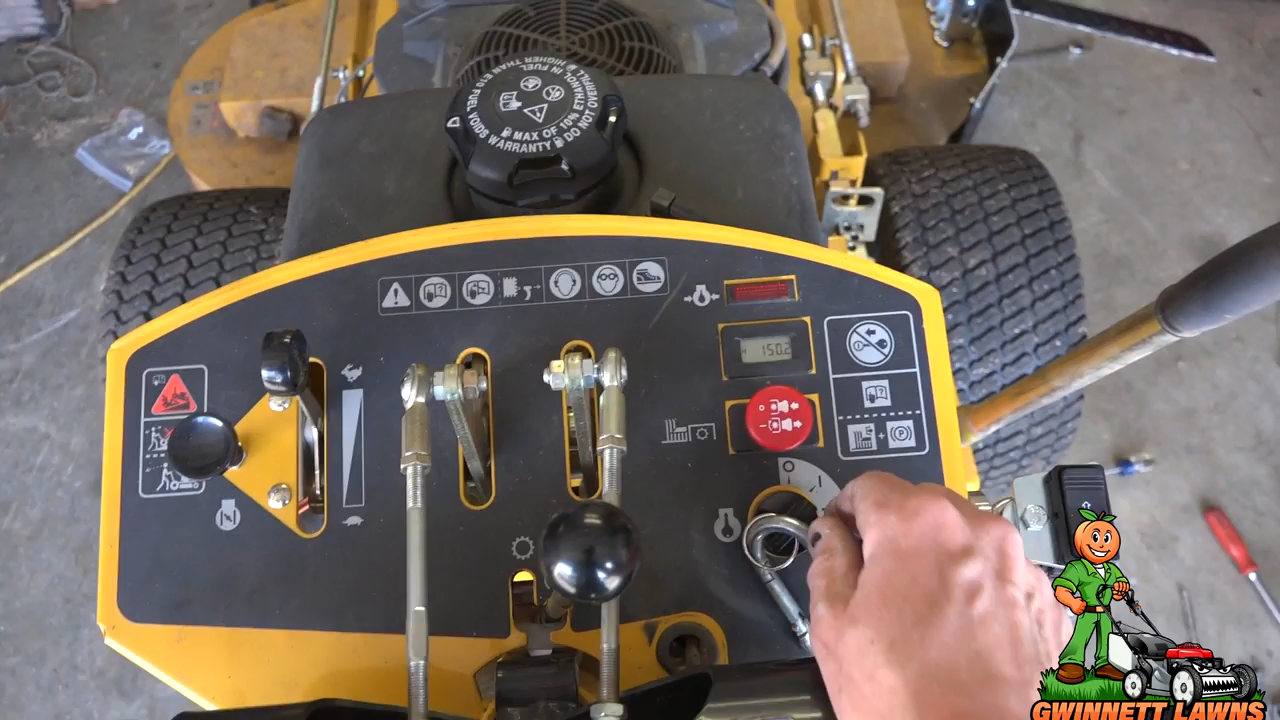 HIGHER THAN E10 FUEL VOIDS WARRANTY
MAX OF 10% ETHANOL IN FUEL
DO NOT OVERFILL
150.2
GWINNETT LAWNS